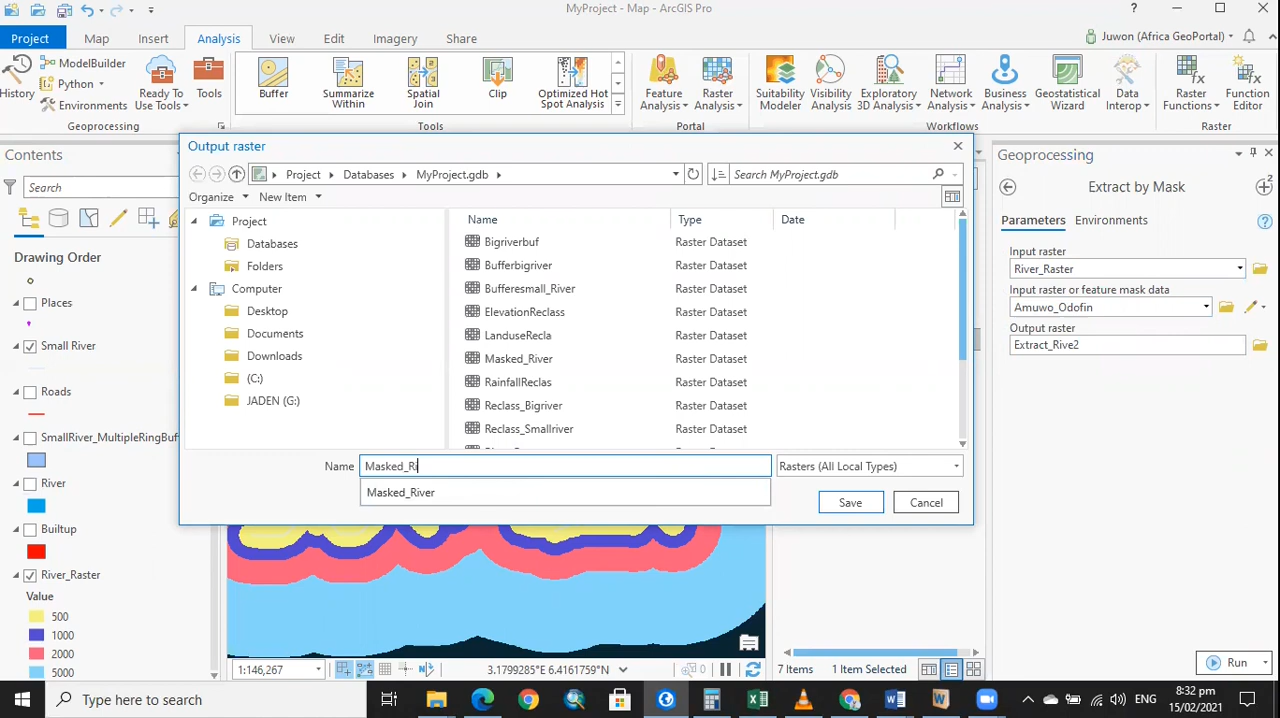 MyProject - Map - ArcGIS Pro
?
Project
Map
Insert
Analysis
View
Edit
Imagery
Share
Juwon (Africa GeoPortal)
History
ModelBuilder
Python
Environments
Ready To
Use Tools
Tools
Buffer
Summarize
Within
Spatial
Join
Clip
Optimized Hot
Spot Analysis
Feature
Analysis
Raster
Analysis
Suitability
Modeler
Visibility
Analysis
Exploratory
3D Analysis
Network
Analysis
Business
Analysis
Geostatistical
Wizard
Data
Interop
Raster
Functions
Function
Editor
Geoprocessing
Tools
Portal
Workflows
Raster
Contents
Search
Drawing Order
Places
Small River
Roads
SmallRiver_MultipleRingBuff
River
Builtup
River_Raster
Value
500
1000
2000
5000
Output raster
Project
Databases
MyProject.gdb
Search MyProject.gdb
Organize
New Item
Project
Databases
Folders
Computer
Desktop
Documents
Downloads
(C:)
JADEN (G:)
Name Type Date
Bigriverbuf Raster Dataset
Bufferbigriver Raster Dataset
Bufferesmall_River Raster Dataset
ElevationReclass Raster Dataset
LanduseRecla Raster Dataset
Masked_River Raster Dataset
RainfallReclas Raster Dataset
Reclass_Bigriver Raster Dataset
Reclass_Smallriver Raster Dataset
Name Masked_Ri Rasters (All Local Types)
Masked_River
Save Cancel
1:146,267
3.1799285°E 6.4161759°N
0
7 Items
1 Item Selected
Geoprocessing
Extract by Mask
2
Parameters Environments
?
Input raster
River_Raster
Input raster or feature mask data
Amuwo_Odofin
Output raster
Extract_Rive2
Run
Type here to search
ENG
8:32 pm
15/02/2021